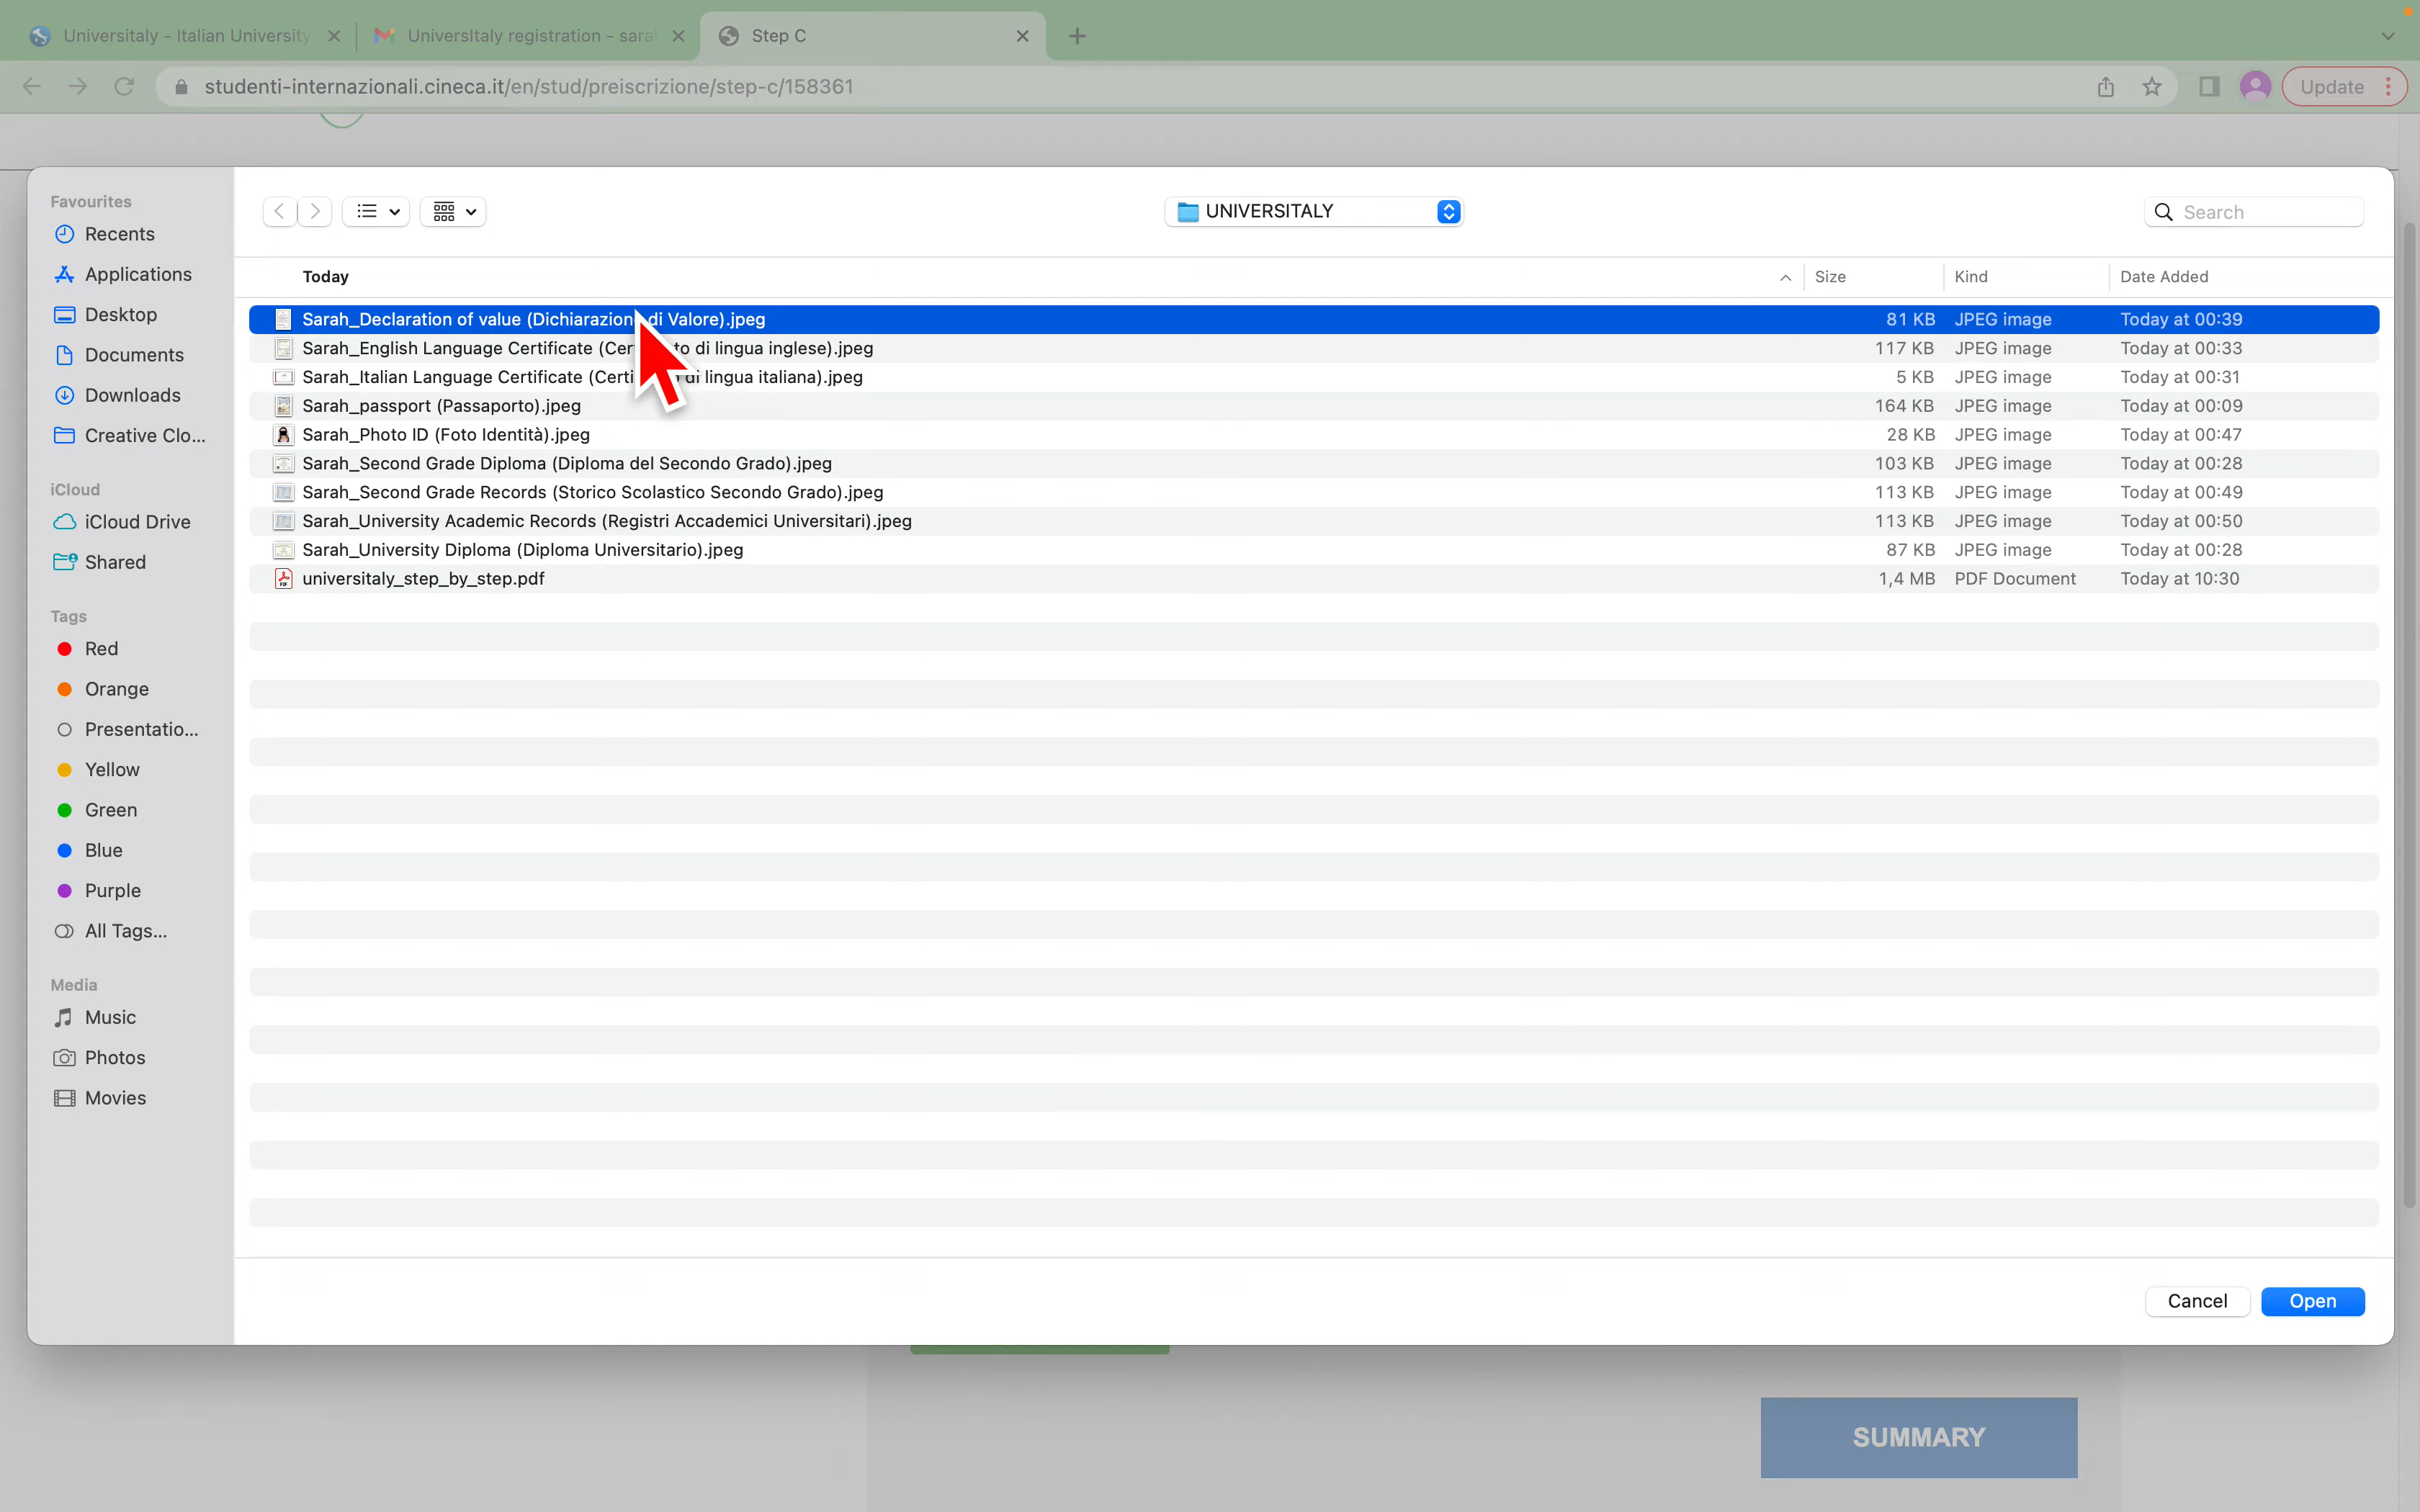 Universitaly - Italian University
UniversItaly registration - sara
Step C
studenti-internazionali.cineca.it/en/stud/preiscrizione/step-c/158361
Update
Favourites
Recents
Applications
Desktop
Documents
Downloads
Creative Clo...
iCloud
iCloud Drive
Shared
Tags
Red
Orange
Presentatio...
Yellow
Green
Blue
Purple
All Tags...
Media
Music
Photos
Movies
UNIVERSITALY
Search
Today Size Kind Date Added
Sarah_Declaration of value (Dichiarazion di Valore).jpeg 81 KB JPEG image Today at 00:39
Sarah_English Language Certificate (Cer to di lingua inglese).jpeg 117 KB JPEG image Today at 00:33
Sarah_Italian Language Certificate (Certi di lingua italiana).jpeg 5 KB JPEG image Today at 00:31
Sarah_passport (Passaporto).jpeg 164 KB JPEG image Today at 00:09
Sarah_Photo ID (Foto Identità).jpeg 28 KB JPEG image Today at 00:47
Sarah_Second Grade Diploma (Diploma del Secondo Grado).jpeg 103 KB JPEG image Today at 00:28
Sarah_Second Grade Records (Storico Scolastico Secondo Grado).jpeg 113 KB JPEG image Today at 00:49
Sarah_University Academic Records (Registri Accademici Universitari).jpeg 113 KB JPEG image Today at 00:50
Sarah_University Diploma (Diploma Universitario).jpeg 87 KB JPEG image Today at 00:28
universitaly_step_by_step.pdf 1,4 MB PDF Document Today at 10:30
Cancel Open
SUMMARY